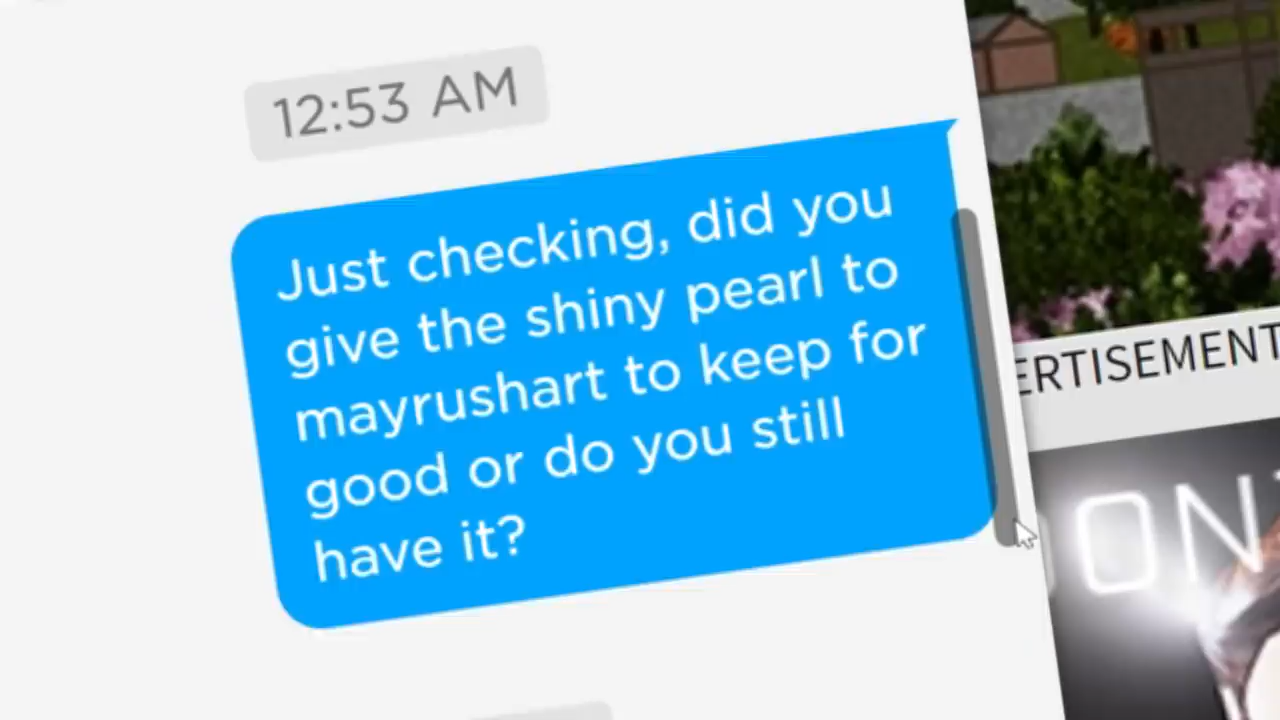 12:53 AM
Just checking, did you
give the shiny pearl to
mayrushart to keep for
good or do you still
have it?
ERTISEMENT
ON